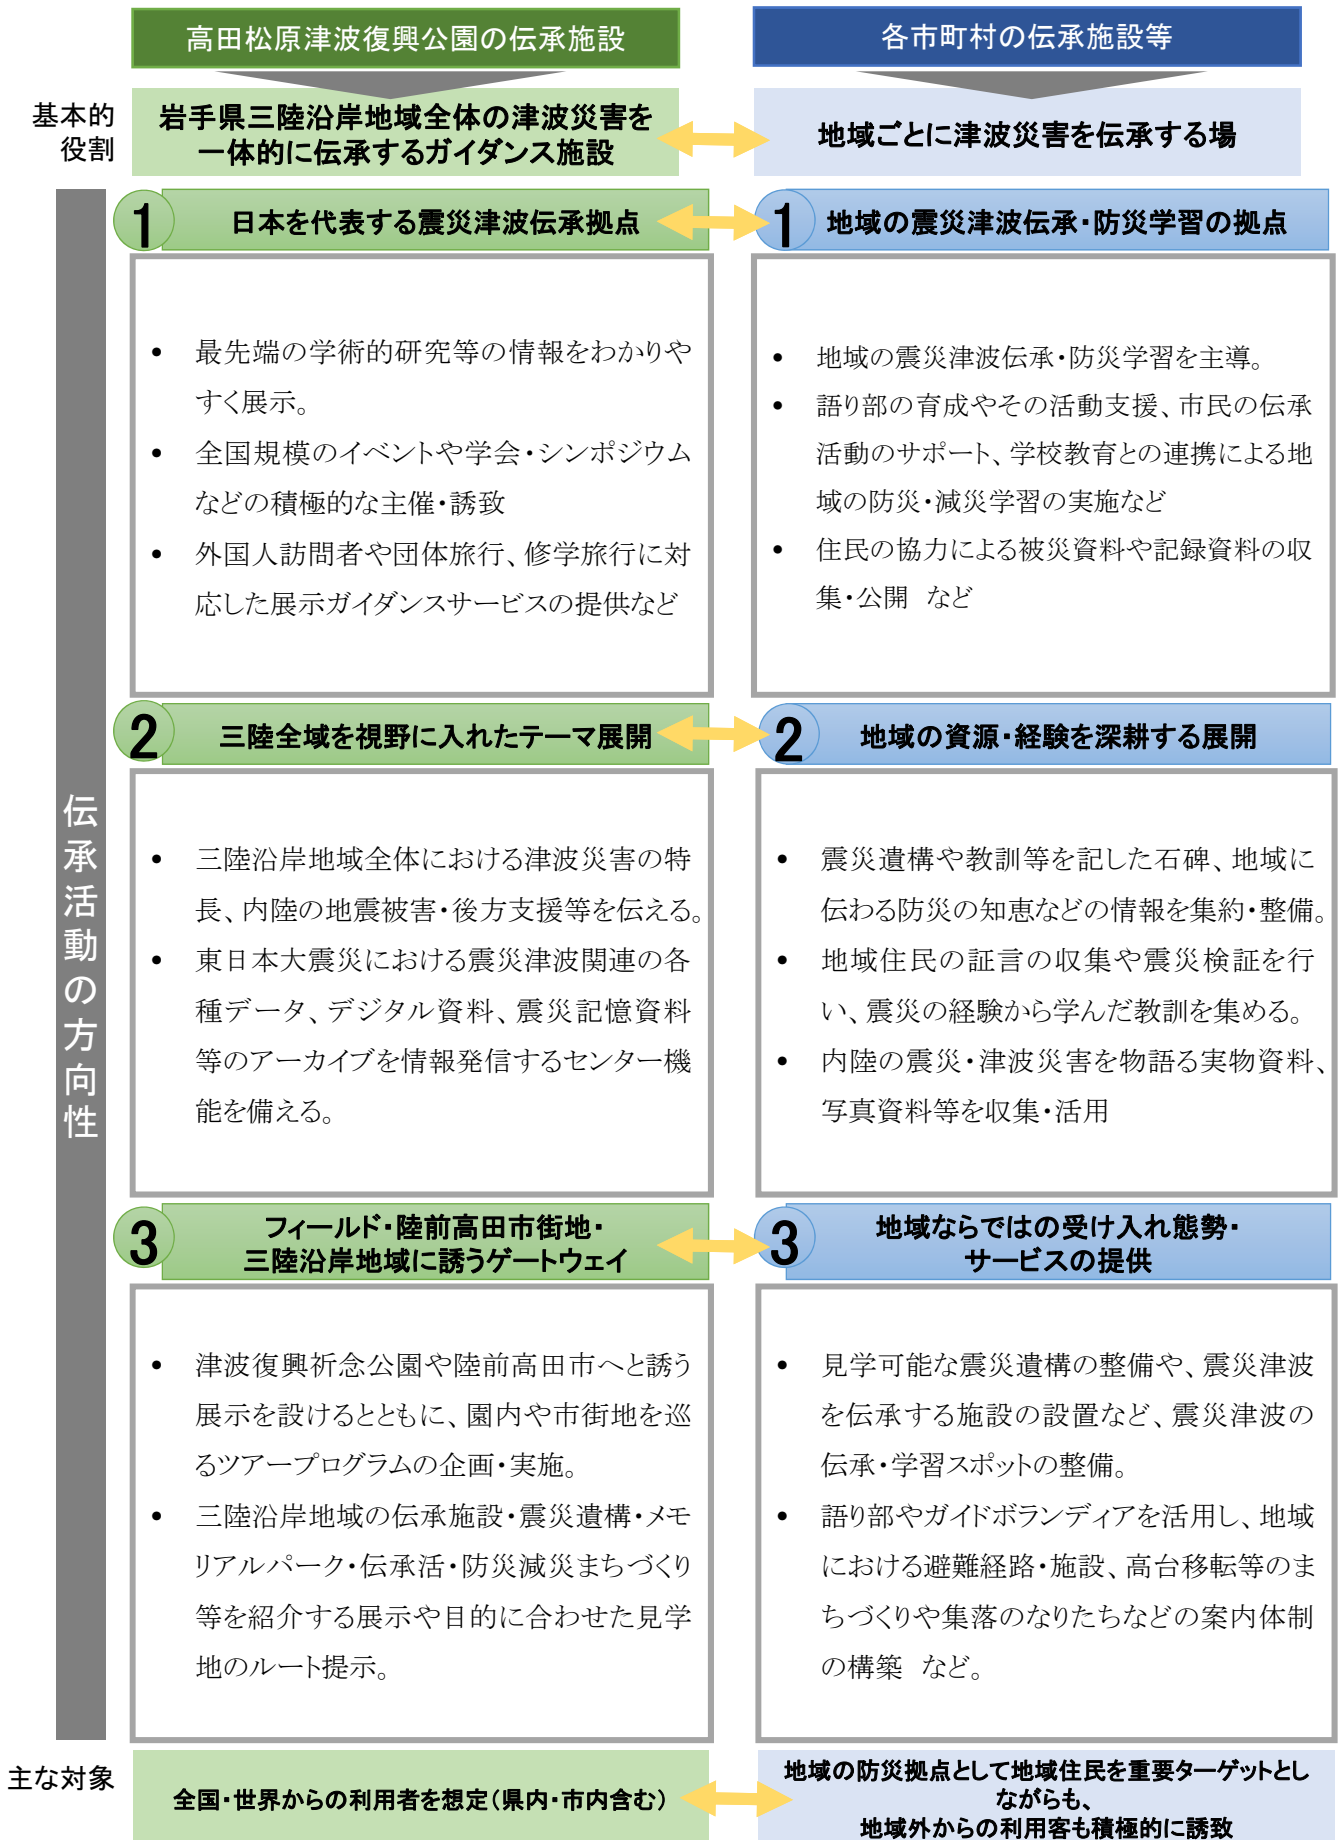 高田松原津波復興公園の伝承施設
各市町村の伝承施設等
基本的
役割
岩手県三陸沿岸地域全体の津波災害を
一体的に伝承するガイダンス施設
地域ごとに津波災害を伝承する場
伝承活動の方向性
1
日本を代表する震災津波伝承拠点
• 最先端の学術的研究等の情報をわかりや
すく展示。
• 全国規模のイベントや学会・シンポジウム
などの積極的な主催・誘致
• 外国人訪問者や団体旅行、修学旅行に対
応した展示ガイダンスサービスの提供など
1
地域の震災津波伝承・防災学習の拠点
• 地域の震災津波伝承・防災学習を主導。
• 語り部の育成やその活動支援、市民の伝承
活動のサポート、学校教育との連携による地
域の防災・減災学習の実施など
• 住民の協力による被災資料や記録資料の収
集・公開　など
2
三陸全域を視野に入れたテーマ展開
• 三陸沿岸地域全体における津波災害の特
長、内陸の地震被害・後方支援等を伝える。
• 東日本大震災における震災津波関連の各
種データ、デジタル資料、震災記憶資料
等のアーカイブを情報発信するセンター機
能を備える。
2
地域の資源・経験を深耕する展開
• 震災遺構や教訓等を記した石碑、地域に
伝わる防災の知恵などの情報を集約・整備。
• 地域住民の証言の収集や震災検証を行
い、震災の経験から学んだ教訓を集める。
• 内陸の震災・津波災害を物語る実物資料、
写真資料等を収集・活用
3
フィールド・陸前高田市街地・
三陸沿岸地域に誘うゲートウェイ
• 津波復興祈念公園や陸前高田市へと誘う
展示を設けるとともに、園内や市街地を巡
るツアープログラムの企画・実施。
• 三陸沿岸地域の伝承施設・震災遺構・メモ
リアルパーク・伝承活・防災減災まちづくり
等を紹介する展示や目的に合わせた見学
地のルート提示。
3
地域ならではの受け入れ態勢・
サービスの提供
• 見学可能な震災遺構の整備や、震災津波
を伝承する施設の設置など、震災津波の
伝承・学習スポットの整備。
• 語り部やガイドボランディアを活用し、地域
における避難経路・施設、高台移転等のま
ちづくりや集落のなりたちなどの案内体制
の構築　など。
主な対象
全国・世界からの利用者を想定（県内・市内含む）
地域の防災拠点として地域住民を重要ターゲットとし
ながらも、
地域外からの利用客も積極的に誘致